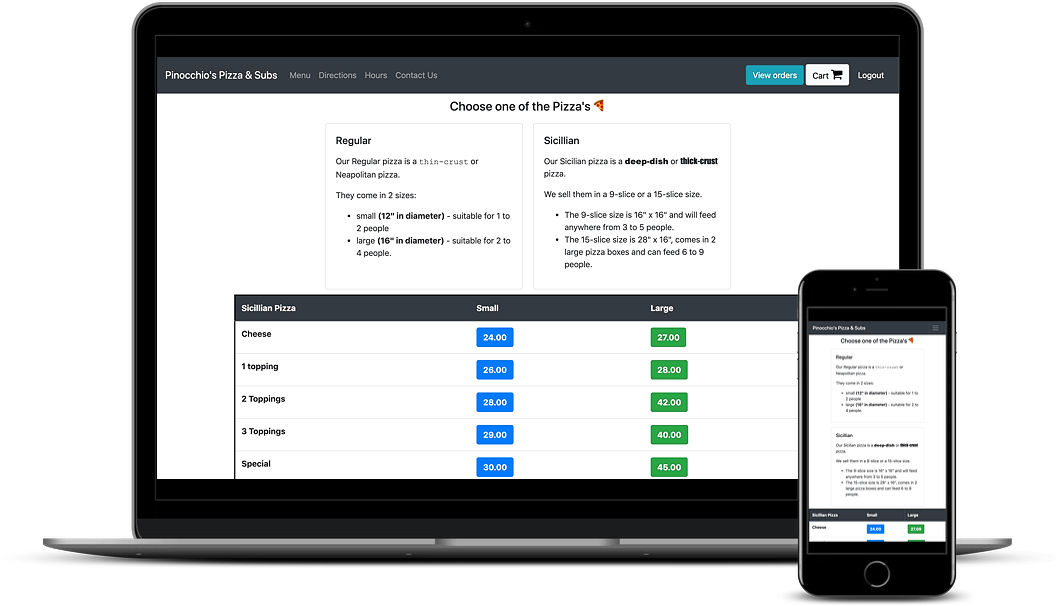 Pinocchio's Pizza & Subs Menu Directions Hours Contact Us View orders Cart Logout
Choose one of the Pizza's
Regular
Our Regular pizza is a thin-crust or
Neapolitan pizza.
They come in 2 sizes:
• small (12" in diameter) - suitable for 1 to
2 people
• large (16" in diameter) - suitable for 2 to
4 people.
Sicillian
Our Sicilian pizza is a deep-dish or thick-crust
pizza.
We sell them in a 9-slice or a 15-slice size.
• The 9-slice size is 16" x 16" and will feed
anywhere from 3 to 5 people.
• The 15-slice size is 28" x 16", comes in 2
large pizza boxes and can feed 6 to 9
people.
Sicillian Pizza Small Large
Cheese 24.00 27.00
1 topping 26.00 28.00
2 Toppings 28.00 42.00
3 Toppings 29.00 40.00
Special 30.00 45.00
Pinocchio's Pizza & Subs
Choose one of the Pizza's
Regular
Our Regular pizza is a thin-crust or
Neapolitan pizza.
They come in 2 sizes:
• small (12" in diameter) - suitable for 1 to
2 people
• large (16" in diameter) - suitable for 2 to
4 people.
Sicillian
Our Sicilian pizza is a deep-dish or thick-crust
pizza.
We sell them in a 9-slice or a 15-slice size.
• The 9-slice size is 16" x 16" and will feed
anywhere from 3 to 5 people.
• The 15-slice size is 28" x 16", comes in 2
large pizza boxes and can feed 6 to 9
people.
Sicillian Pizza Small Large
Cheese 24.00 27.00